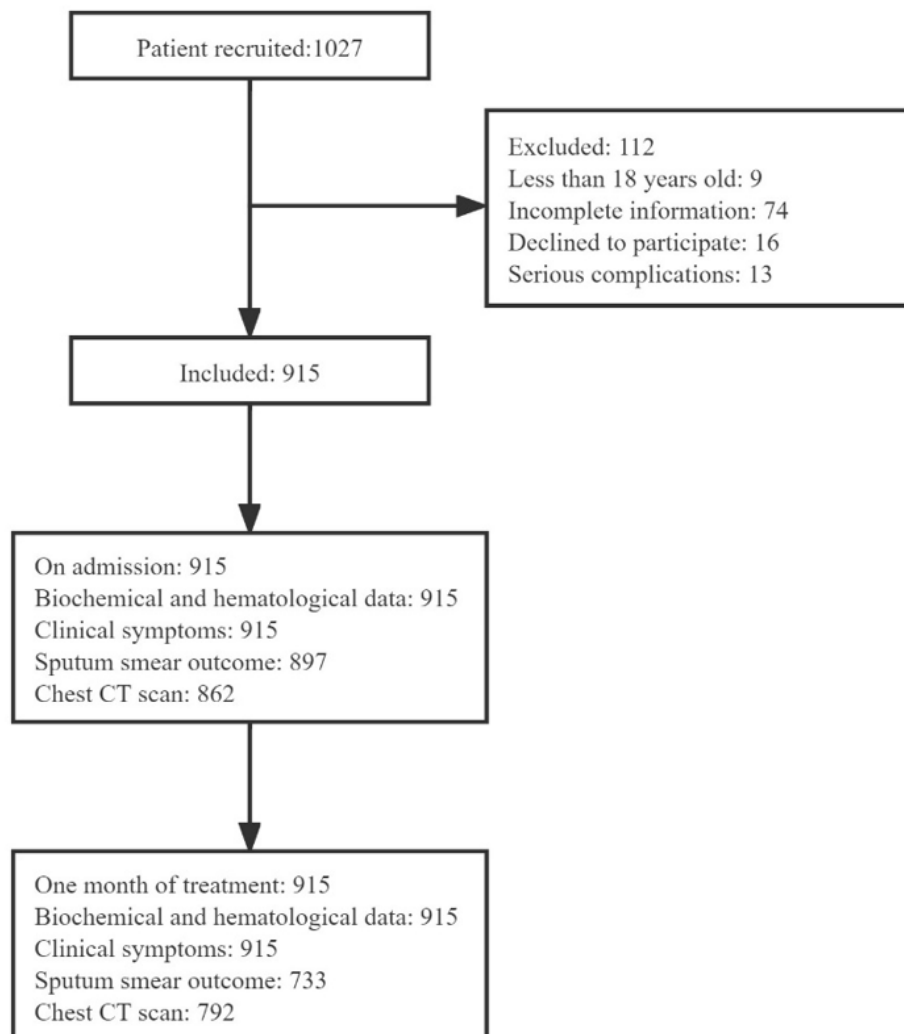 Patient recruited:1027
Excluded: 112
Less than 18 years old: 9
Incomplete information: 74
Declined to participate: 16
Serious complications: 13
Included: 915
On admission: 915
Biochemical and hematological data: 915
Clinical symptoms: 915
Sputum smear outcome: 897
Chest CT scan: 862
One month of treatment: 915
Biochemical and hematological data: 915
Clinical symptoms: 915
Sputum smear outcome: 733
Chest CT scan: 792